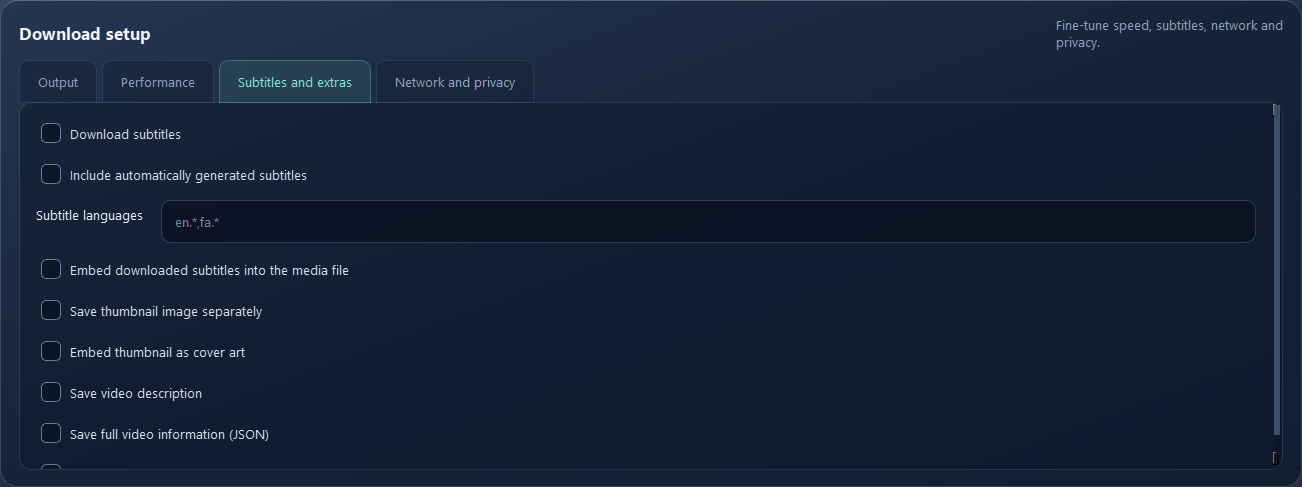 Download setup
Fine-tune speed, subtitles, network and
privacy.
Output
Performance
Subtitles and extras
Network and privacy
Download subtitles
Include automatically generated subtitles
Subtitle languages
en.*,fa.*
Embed downloaded subtitles into the media file
Save thumbnail image separately
Embed thumbnail as cover art
Save video description
Save full video information (JSON)